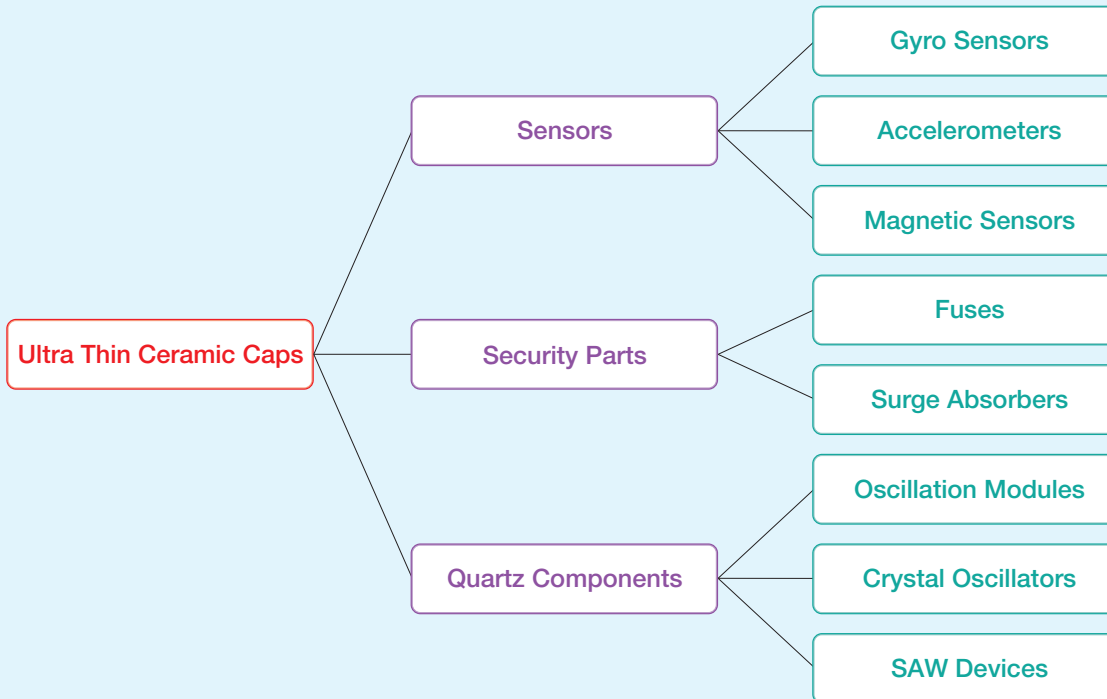 Ultra Thin Ceramic Caps
Sensors
Gyro Sensors
Accelerometers
Magnetic Sensors
Security Parts
Fuses
Surge Absorbers
Quartz Components
Oscillation Modules
Crystal Oscillators
SAW Devices